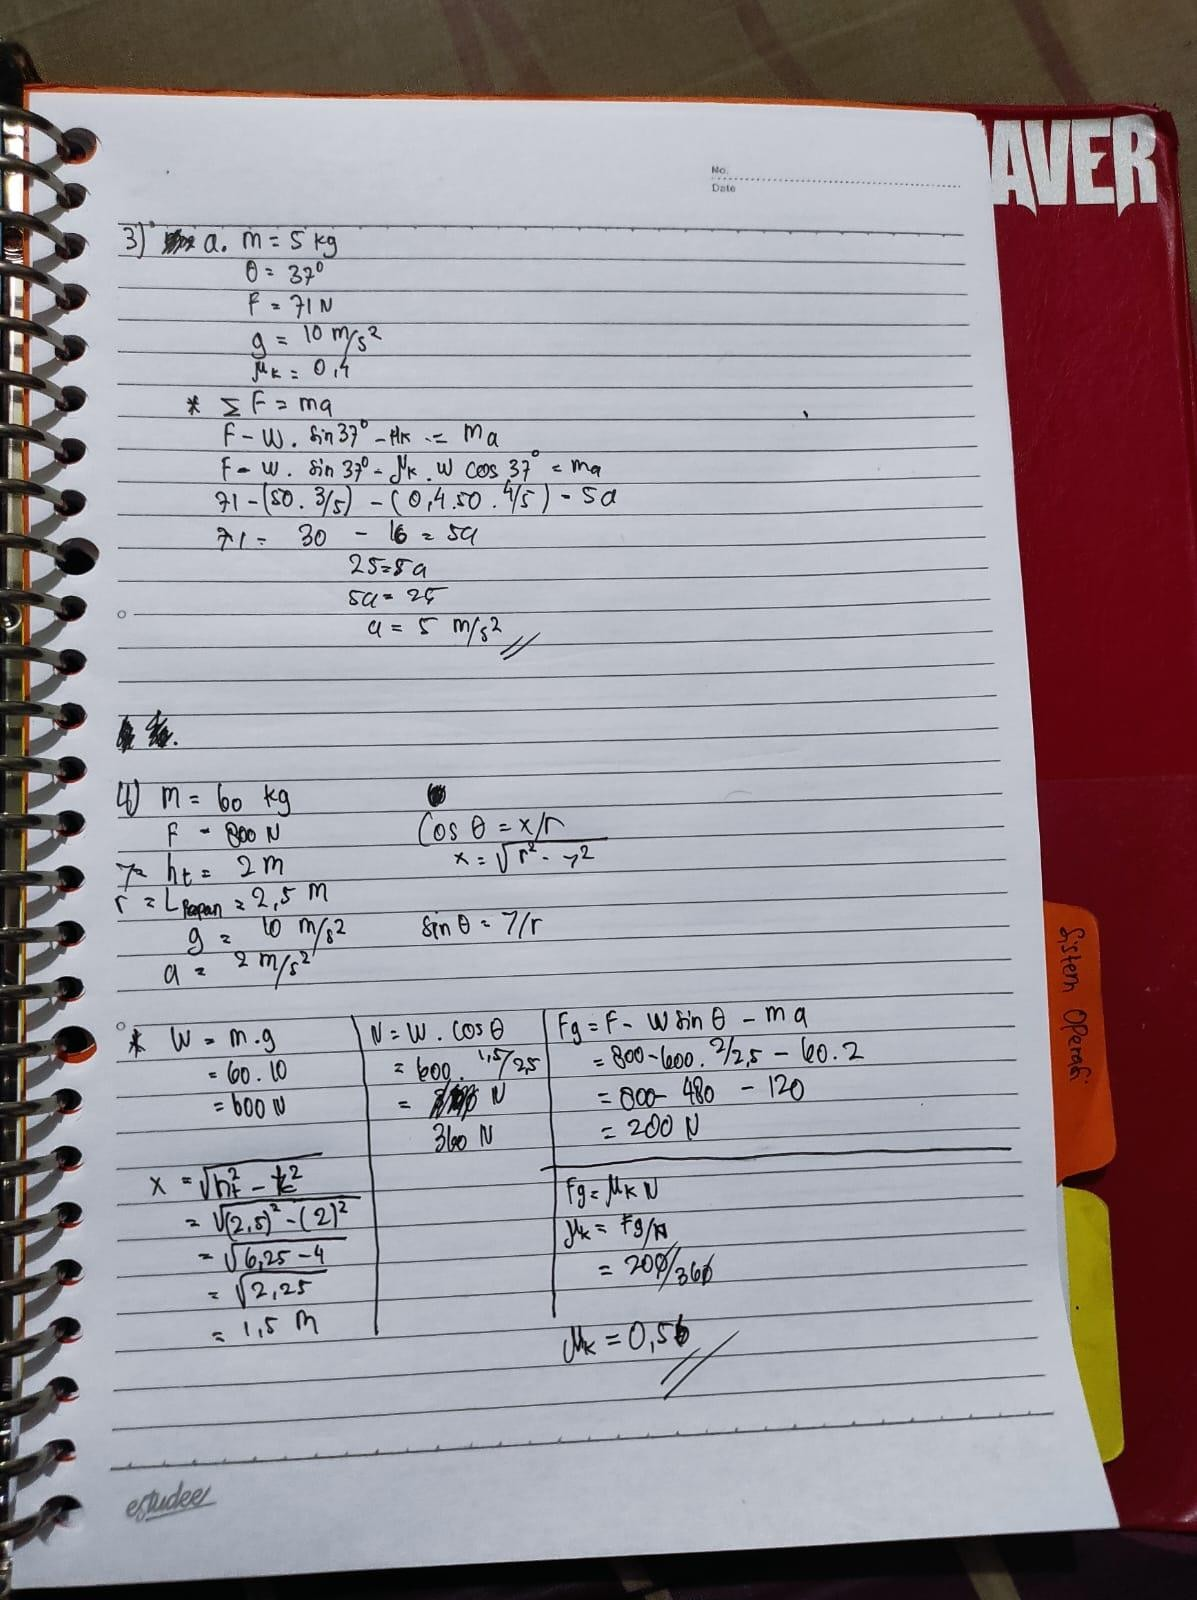 AVER
No.
Date
3) a. m = 5 kg
θ = 37°
F = 71 N
g = 10 m/s²
μk = 0,4
* Σ F = ma
F - W. sin 37° - fk = ma
F - w. sin 37° - μk. W cos 37° = ma
71 - (50. 3/5) - (0,4. 50. 4/5) = 5a
71 - 30 - 16 = 5a
25 = 5a
5a = 25
a = 5 m/s²
4) m = 60 kg
F = 800 N
y = ht = 2 m
r = L papan = 2,5 m
g = 10 m/s²
a = 2 m/s²
Cos θ = x/r
x = √r² - y²
sin θ = y/r
* W = m.g
= 60. 10
= 600 N
x = √ht² -
= √(2,5)² - (2)²
= √6,25 - 4
= √2,25
= 1,5 m
N = W. cos θ
= 600. 1,5/2,5
= N
360 N
Fg = F - W sin θ - m a
= 800 - 600. 2/2,5 - 60. 2
= 800 - 480 - 120
= 200 N
Fg = μk N
μk = Fg/N
= 200/360
μk = 0,56
Sistem Operasi
estudee